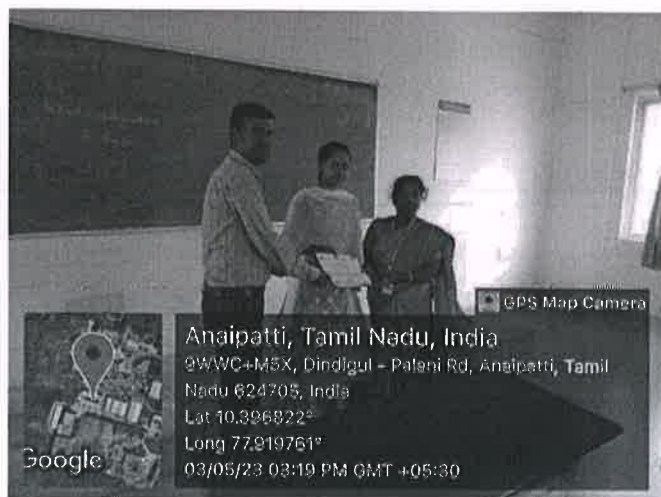 GPS Map Camera
Anaipatti, Tamil Nadu, India
9WWC+M5X, Dindigul - Palani Rd, Anaipatti, Tamil
Nadu 624705, India
Lat 10.396822°
Long 77.919761°
03/05/23 03:19 PM GMT +05:30
Google